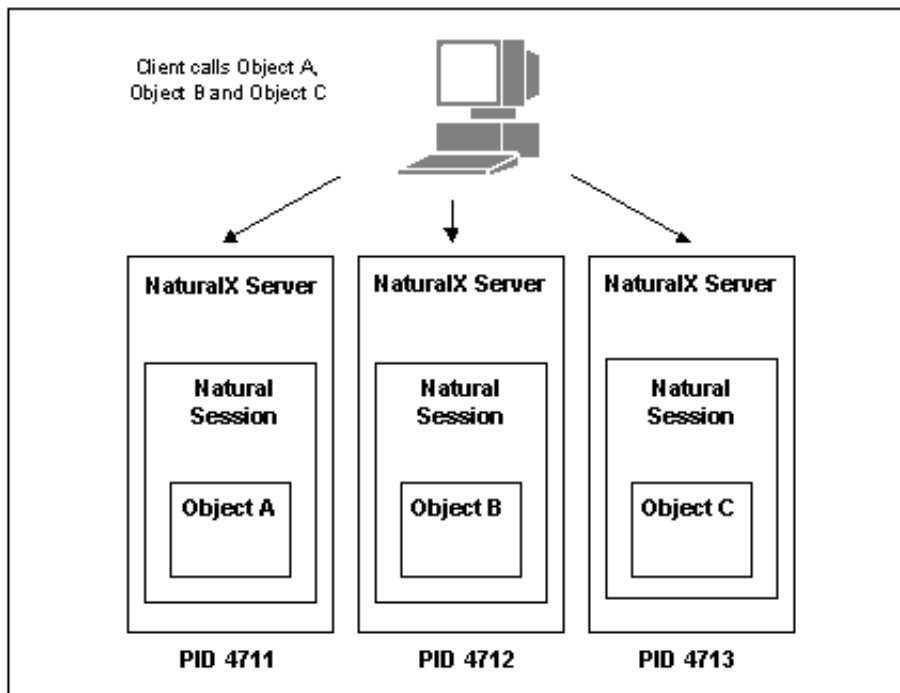 Client calls Object A,
Object B and Object C
NaturalX Server
NaturalX Server
NaturalX Server
Natural
Session
Natural
Session
Natural
Session
Object A
Object B
Object C
PID 4711
PID 4712
PID 4713